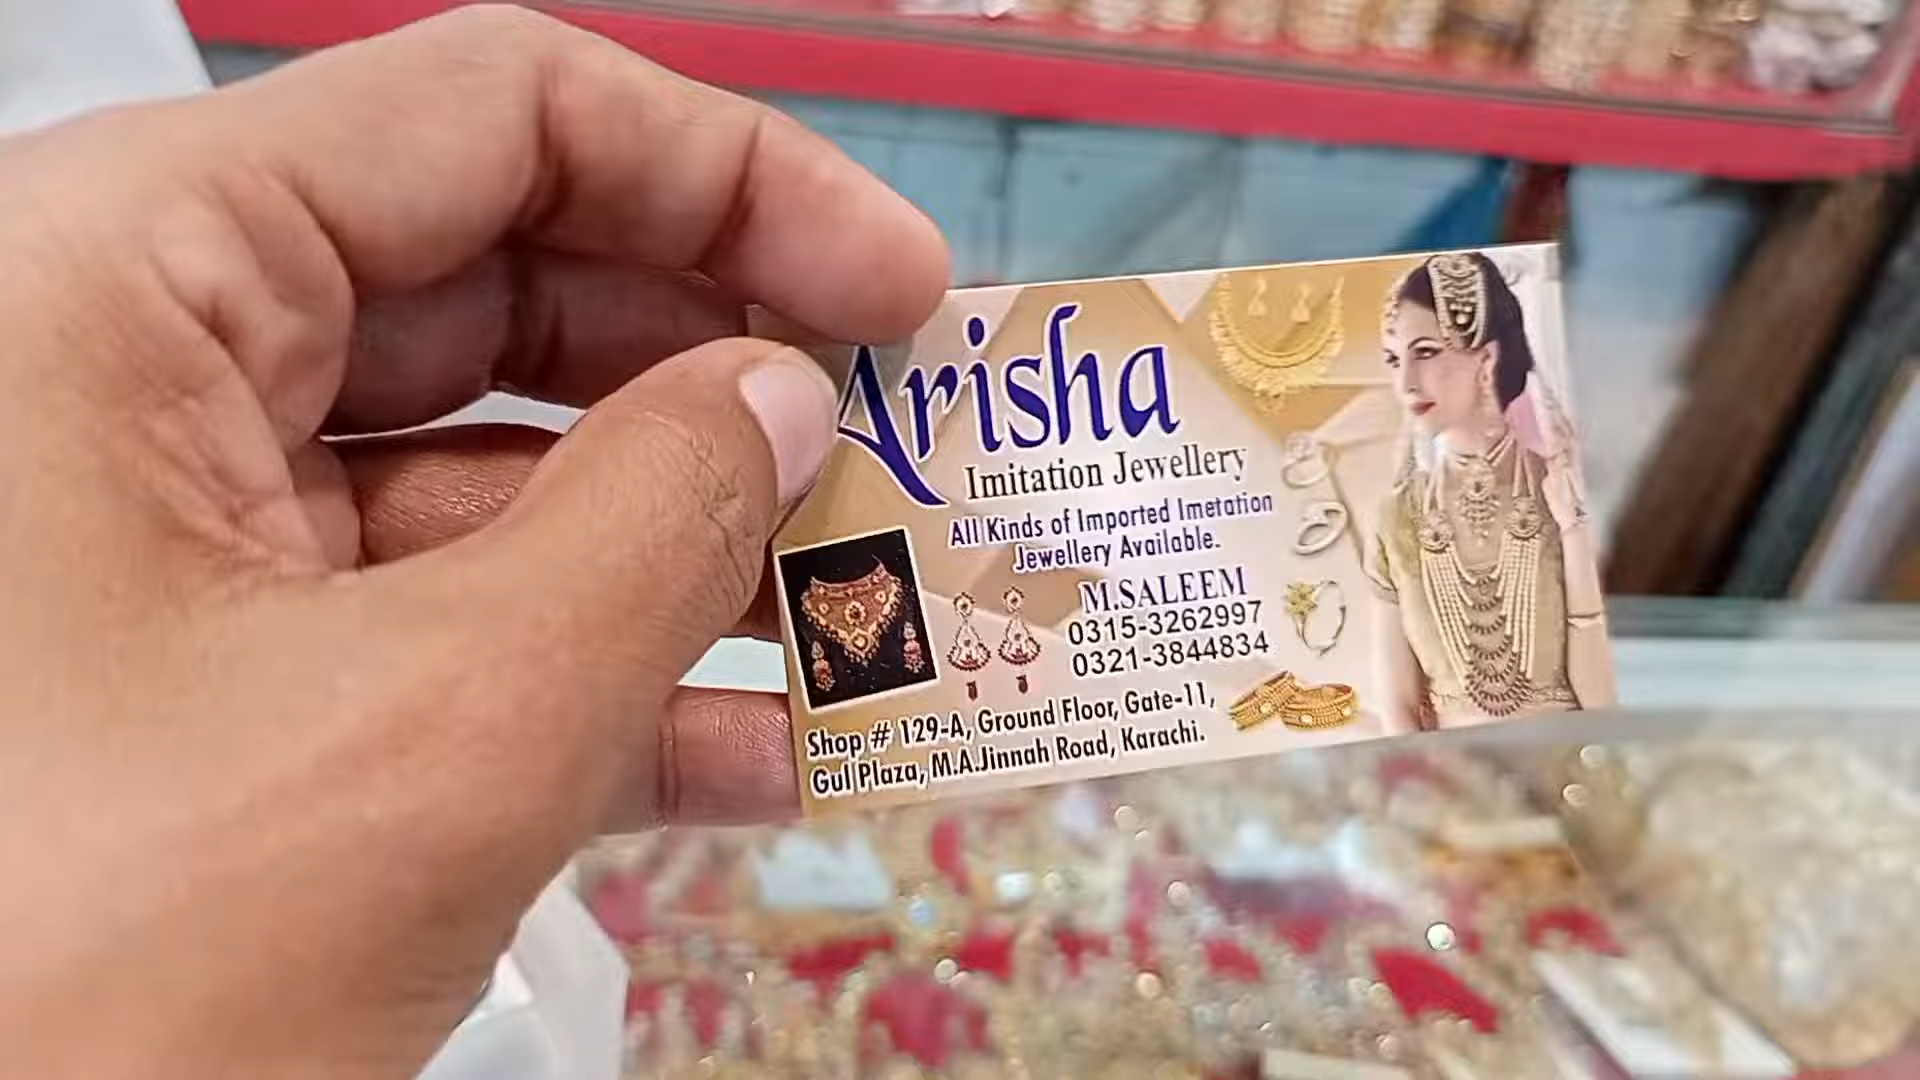 Arisha
Imitation Jewellery
All Kinds of Imported Imetation
Jewellery Available.
M.SALEEM
0315-3262997
0321-3844834
Shop # 129-A, Ground Floor, Gate-11,
Gul Plaza, M.A.Jinnah Road, Karachi.